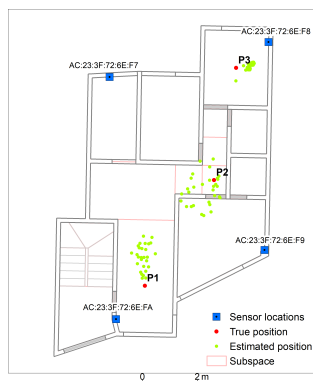 AC:23:3F:72:6E:F8
P3
AC:23:3F:72:6E:F7
P2
AC:23:3F:72:6E:F9
P1
AC:23:3F:72:6E:FA
Sensor locations
True position
Estimated position
Subspace
0 2 m